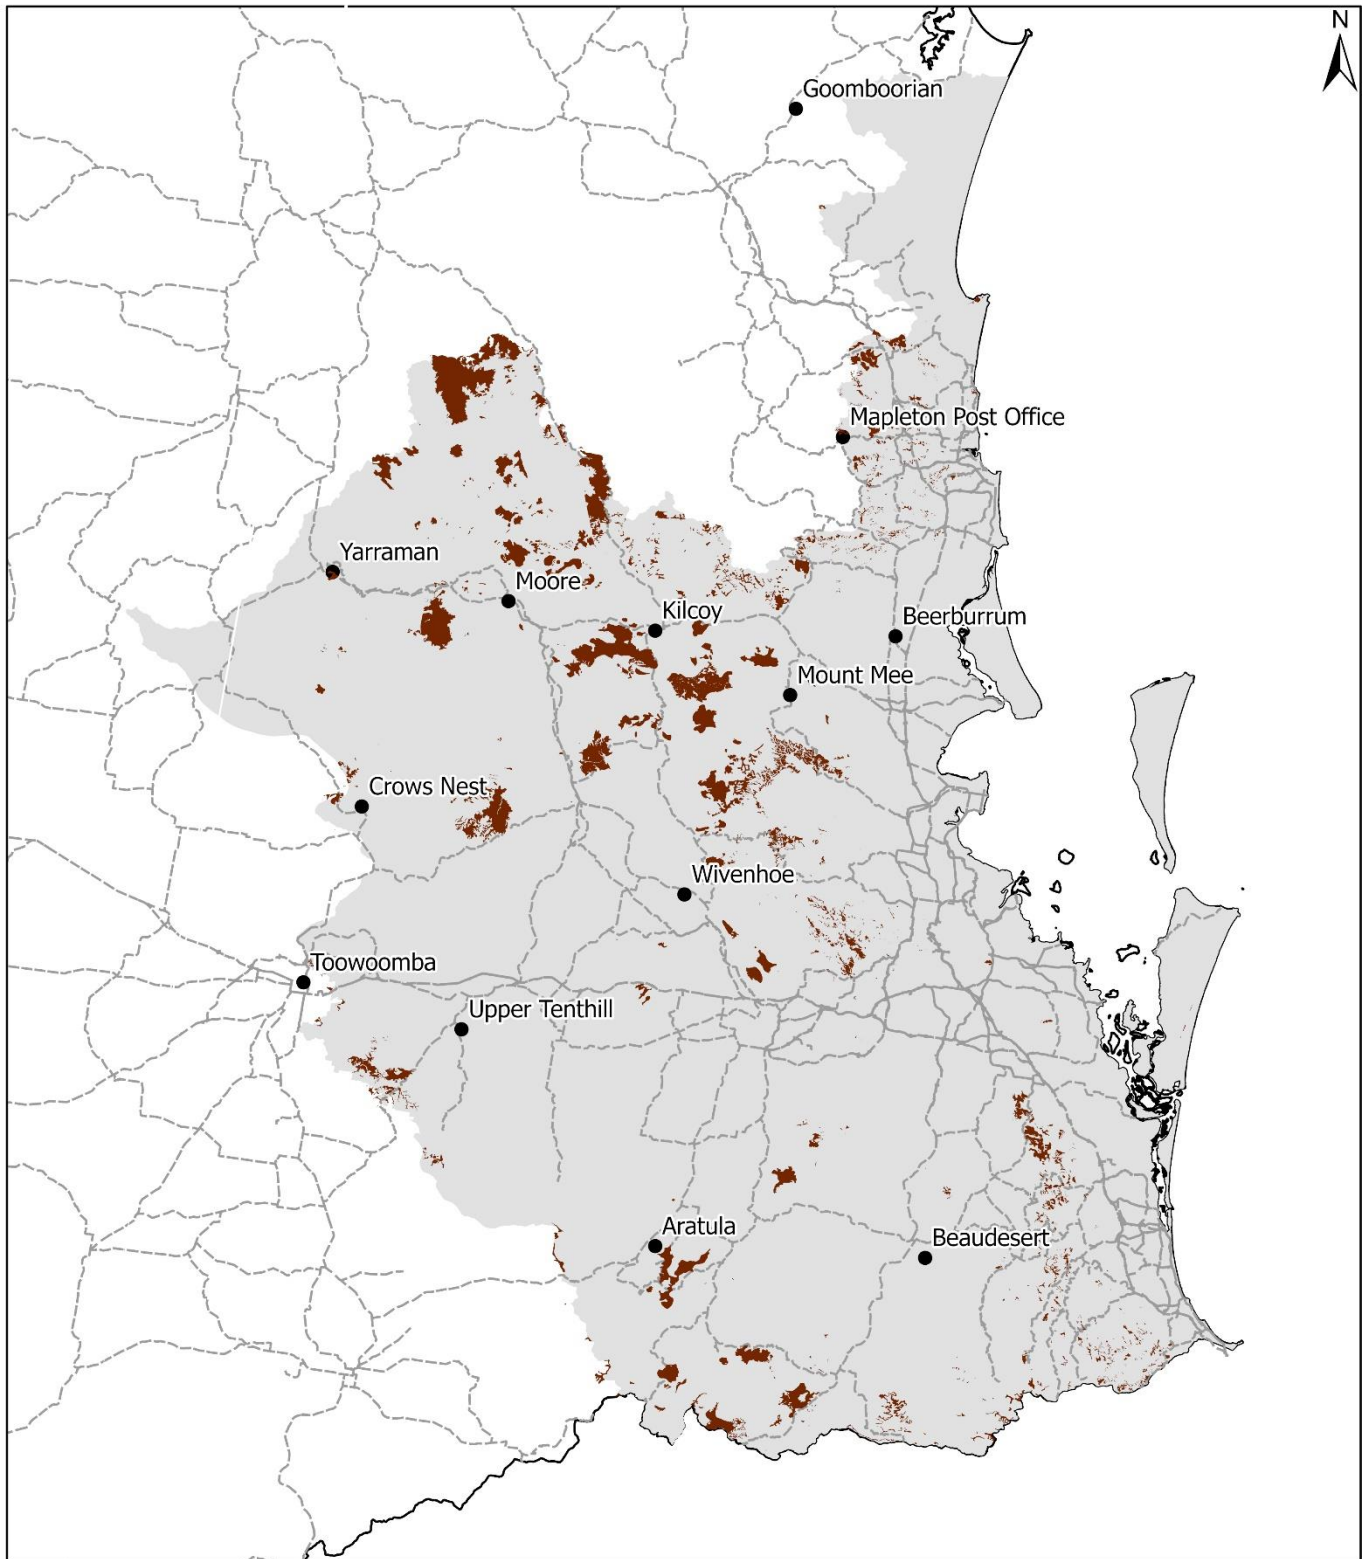 N
Goomboorian
Mapleton Post Office
Yarraman
Moore
Kilcoy
Beerburrum
Mount Mee
Crows Nest
Wivenhoe
Toowoomba
Upper Tenthill
Aratula
Beaudesert